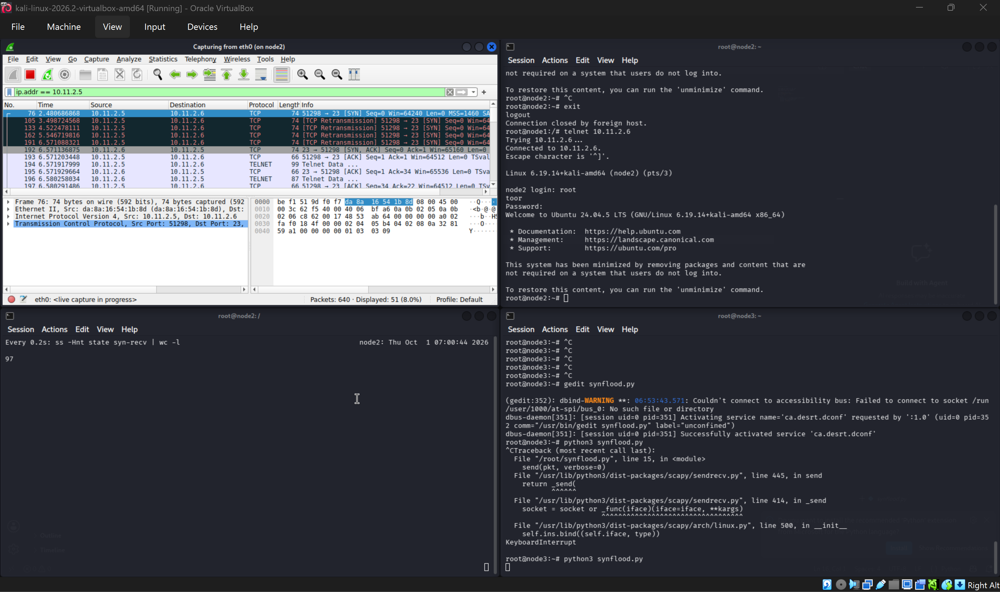 kali-linux-2026.2-virtualbox-amd64 [Running] - Oracle VirtualBox
File Machine View Input Devices Help
Capturing from eth0 (on node2)
File Edit View Go Capture Analyze Statistics Telephony Wireless Tools Help
ip.addr == 10.11.2.5
No. Time Source Destination Protocol Length Info
76 2.480686868 10.11.2.5 10.11.2.6 TCP 74 51298 → 23 [SYN] Seq=0 Win=64240 Len=0 MSS=1460 SA
105 3.498724568 10.11.2.5 10.11.2.6 TCP 74 [TCP Retransmission] 51298 → 23 [SYN] Seq=0 Win=64
133 4.522478111 10.11.2.5 10.11.2.6 TCP 74 [TCP Retransmission] 51298 → 23 [SYN] Seq=0 Win=64
162 5.546719816 10.11.2.5 10.11.2.6 TCP 74 [TCP Retransmission] 51298 → 23 [SYN] Seq=0 Win=64
191 6.571088321 10.11.2.5 10.11.2.6 TCP 74 [TCP Retransmission] 51298 → 23 [SYN] Seq=0 Win=64
192 6.571136875 10.11.2.6 10.11.2.5 TCP 74 23 → 51298 [SYN, ACK] Seq=0 Ack=1 Win=65160 Len=0
193 6.571203448 10.11.2.5 10.11.2.6 TCP 66 51298 → 23 [ACK] Seq=1 Ack=1 Win=64512 Len=0 TSval
194 6.571917999 10.11.2.5 10.11.2.6 TELNET 99 Telnet Data ...
195 6.571929664 10.11.2.6 10.11.2.5 TCP 66 23 → 51298 [ACK] Seq=1 Ack=34 Win=65536 Len=0 TSva
196 6.580258034 10.11.2.6 10.11.2.5 TELNET 87 Telnet Data ...
197 6.580291486 10.11.2.5 10.11.2.6 TCP 66 51298 → 23 [ACK] Seq=34 Ack=22 Win=64512 Len=0 TSv
Frame 76: 74 bytes on wire (592 bits), 74 bytes captured (592
Ethernet II, Src: da:8a:16:54:1b:8d (da:8a:16:54:1b:8d), Dst:
Internet Protocol Version 4, Src: 10.11.2.5, Dst: 10.11.2.6
Transmission Control Protocol, Src Port: 51298, Dst Port: 23,
0000 be f1 51 9d f0 f7 da 8a 16 54 1b 8d 08 00 45 00 ··Q·····
0010 00 3c 62 f5 40 00 40 06 bf a6 0a 0b 02 05 0a 0b ·<b·@·@
0020 02 06 c8 62 00 17 48 53 ab 64 00 00 00 00 a0 02 ···b··HS
0030 fa f0 18 4f 00 00 02 04 05 b4 04 02 08 0a 32 81 ···O····
0040 59 a1 00 00 00 00 01 03 03 09 Y·······
eth0: <live capture in progress> Packets: 640 · Displayed: 51 (8.0%) Profile: Default
root@node2: ~
Session Actions Edit View Help
not required on a system that users do not log into.
To restore this content, you can run the 'unminimize' command.
root@node2:~# ^C
root@node2:~# exit
logout
Connection closed by foreign host.
root@node1:/# telnet 10.11.2.6
Trying 10.11.2.6...
Connected to 10.11.2.6.
Escape character is '^]'.
Linux 6.19.14+kali-amd64 (node2) (pts/3)
node2 login: root
toor
Password:
Welcome to Ubuntu 24.04.5 LTS (GNU/Linux 6.19.14+kali-amd64 x86_64)
* Documentation: https://help.ubuntu.com
* Management: https://landscape.canonical.com
* Support: https://ubuntu.com/pro
This system has been minimized by removing packages and content that are
not required on a system that users do not log into.
To restore this content, you can run the 'unminimize' command.
root@node2:~#
Build with Agent
root@node2: /
Session Actions Edit View Help
Every 0.2s: ss -Hnt state syn-recv | wc -l node2: Thu Oct 1 07:00:44 2026
97
Outline
Timeline
root@node3: ~
Session Actions Edit View Help
root@node3:~# ^C
root@node3:~# ^C
root@node3:~# ^C
root@node3:~# ^C
root@node3:~# ^C
root@node3:~# gedit synflood.py
(gedit:352): dbind-WARNING **: 06:53:43.571: Couldn't connect to accessibility bus: Failed to connect to socket /run
/user/1000/at-spi/bus_0: No such file or directory
dbus-daemon[351]: [session uid=0 pid=351] Activating service name='ca.desrt.dconf' requested by ':1.0' (uid=0 pid=35
2 comm="/usr/bin/gedit synflood.py" label="unconfined")
dbus-daemon[351]: [session uid=0 pid=351] Successfully activated service 'ca.desrt.dconf'
root@node3:~# python3 synflood.py
^CTraceback (most recent call last):
File "/root/synflood.py", line 15, in <module>
send(pkt, verbose=0)
File "/usr/lib/python3/dist-packages/scapy/sendrecv.py", line 445, in send
return _send(
^^^^^^
File "/usr/lib/python3/dist-packages/scapy/sendrecv.py", line 414, in _send
socket = socket or _func(iface)(iface=iface, **kargs)
^^^^^^^^^^^^^^^^^^^^^^^^^^^^^^^^^^
File "/usr/lib/python3/dist-packages/scapy/arch/linux.py", line 500, in __init__
self.ins.bind((self.iface, type))
KeyboardInterrupt
root@node3:~# python3 synflood.py
Right Alt